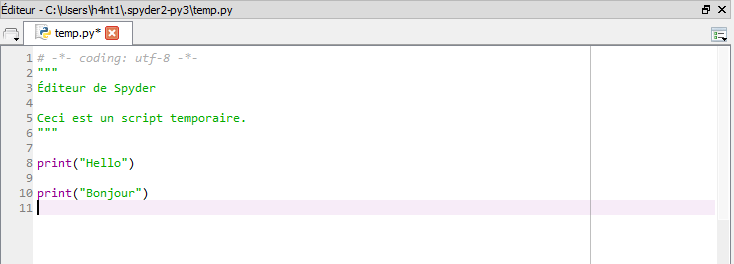 Éditeur - C:\Users\h4nt1\.spyder2-py3\temp.py
temp.py*
1 # -*- coding: utf-8 -*-
2 """
3 Éditeur de Spyder
4
5 Ceci est un script temporaire.
6 """
7
8 print("Hello")
9
10 print("Bonjour")
11